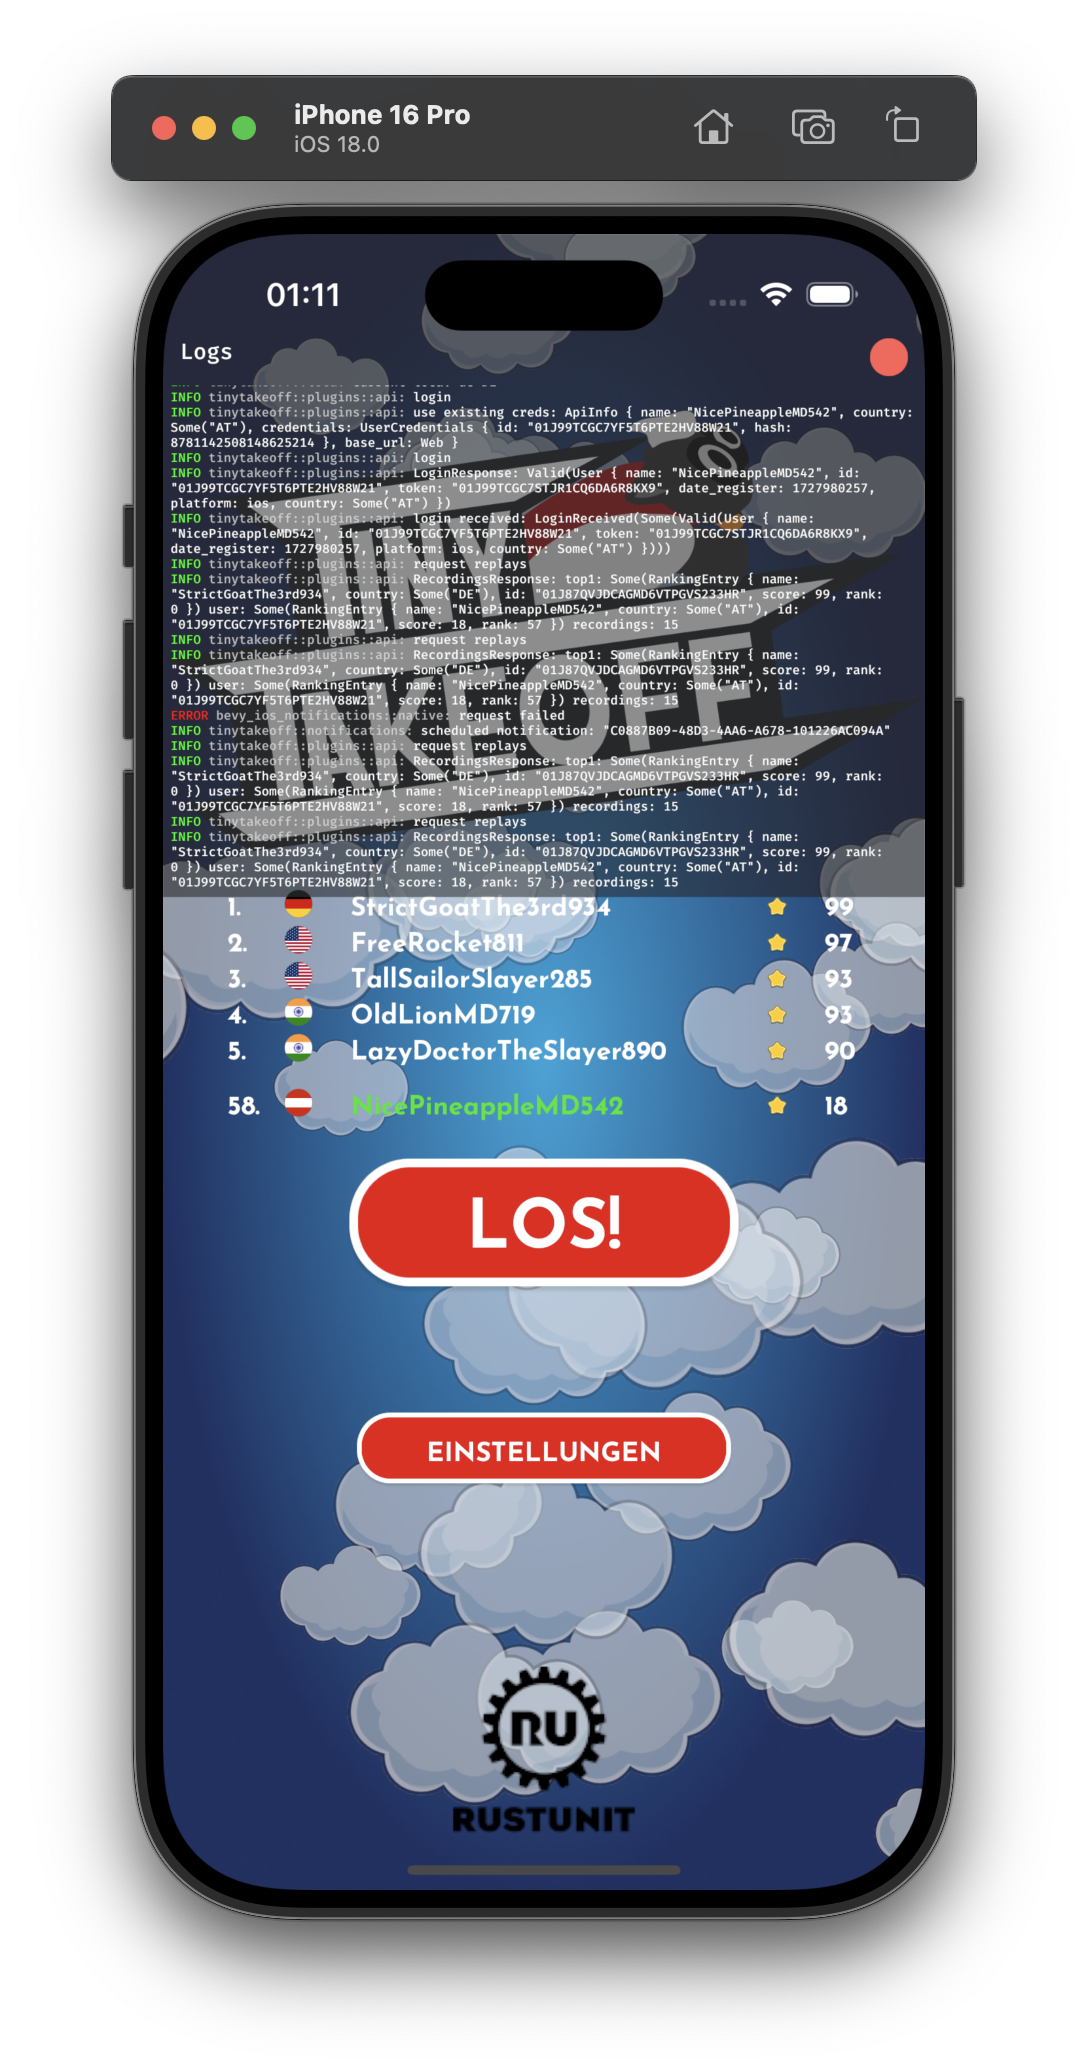 iPhone 16 Pro
iOS 18.0
01:11
Logs
INFO tinytakeoff::plugins::api: login
INFO tinytakeoff::plugins::api: use existing creds: ApiInfo { name: "NicePineappleMD542", country:
Some("AT"), credentials: UserCredentials { id: "01J99TCGC7YF5T6PTE2HV88W21", hash:
8781142508148625214 }, base_url: Web }
INFO tinytakeoff::plugins::api: login
INFO tinytakeoff::plugins::api: LoginResponse: Valid(User { name: "NicePineappleMD542", id:
"01J99TCGC7YF5T6PTE2HV88W21", token: "01J99TCGC7STJR1CQ6DA6R8KX9", date_register: 1727980257,
platform: ios, country: Some("AT") })
INFO tinytakeoff::plugins::api: login received: LoginReceived(Some(Valid(User { name:
"NicePineappleMD542", id: "01J99TCGC7YF5T6PTE2HV88W21", token: "01J99TCGC7STJR1CQ6DA6R8KX9",
date_register: 1727980257, platform: ios, country: Some("AT") })))
INFO tinytakeoff::plugins::api: request replays
INFO tinytakeoff::plugins::api: RecordingsResponse: top1: Some(RankingEntry { name:
"StrictGoatThe3rd934", country: Some("DE"), id: "01J87QVJDCAGMD6VTPGVS233HR", score: 99, rank:
0 }) user: Some(RankingEntry { name: "NicePineappleMD542", country: Some("AT"), id:
"01J99TCGC7YF5T6PTE2HV88W21", score: 18, rank: 57 }) recordings: 15
INFO tinytakeoff::plugins::api: request replays
INFO tinytakeoff::plugins::api: RecordingsResponse: top1: Some(RankingEntry { name:
"StrictGoatThe3rd934", country: Some("DE"), id: "01J87QVJDCAGMD6VTPGVS233HR", score: 99, rank:
0 }) user: Some(RankingEntry { name: "NicePineappleMD542", country: Some("AT"), id:
"01J99TCGC7YF5T6PTE2HV88W21", score: 18, rank: 57 }) recordings: 15
ERROR bevy_ios_notifications::native: request failed
INFO tinytakeoff::notifications: scheduled notification: "C0887B09-48D3-4AA6-A678-101226AC094A"
INFO tinytakeoff::plugins::api: request replays
INFO tinytakeoff::plugins::api: RecordingsResponse: top1: Some(RankingEntry { name:
"StrictGoatThe3rd934", country: Some("DE"), id: "01J87QVJDCAGMD6VTPGVS233HR", score: 99, rank:
0 }) user: Some(RankingEntry { name: "NicePineappleMD542", country: Some("AT"), id:
"01J99TCGC7YF5T6PTE2HV88W21", score: 18, rank: 57 }) recordings: 15
INFO tinytakeoff::plugins::api: request replays
INFO tinytakeoff::plugins::api: RecordingsResponse: top1: Some(RankingEntry { name:
"StrictGoatThe3rd934", country: Some("DE"), id: "01J87QVJDCAGMD6VTPGVS233HR", score: 99, rank:
0 }) user: Some(RankingEntry { name: "NicePineappleMD542", country: Some("AT"), id:
"01J99TCGC7YF5T6PTE2HV88W21", score: 18, rank: 57 }) recordings: 15
TINY
TAKEOFF
1. StrictGoatThe3rd934 99
2. FreeRocket811 97
3. TallSailorSlayer285 93
4. OldLionMD719 93
5. LazyDoctorTheSlayer890 90
58. NicePineappleMD542 18
LOS!
EINSTELLUNGEN
RU
RUSTUNIT